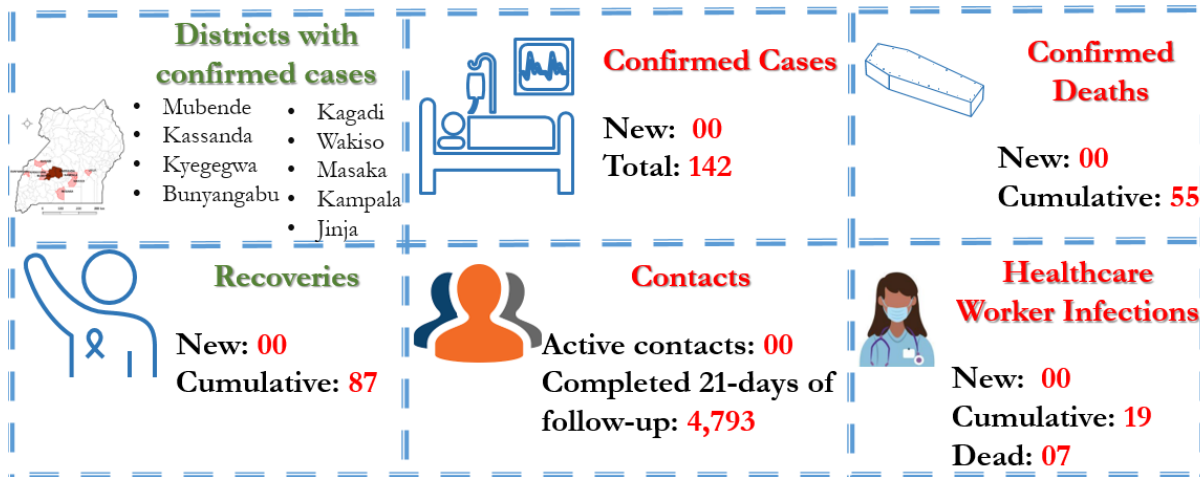 Districts with
confirmed cases
• Mubende
• Kassanda
• Kyegegwa
• Bunyangabu
• Kagadi
• Wakiso
• Masaka
• Kampala
• Jinja
Confirmed Cases
New: 00
Total: 142
Confirmed
Deaths
New: 00
Cumulative: 55
Recoveries
New: 00
Cumulative: 87
Contacts
Active contacts: 00
Completed 21-days of
follow-up: 4,793
Healthcare
Worker Infections
New: 00
Cumulative: 19
Dead: 07